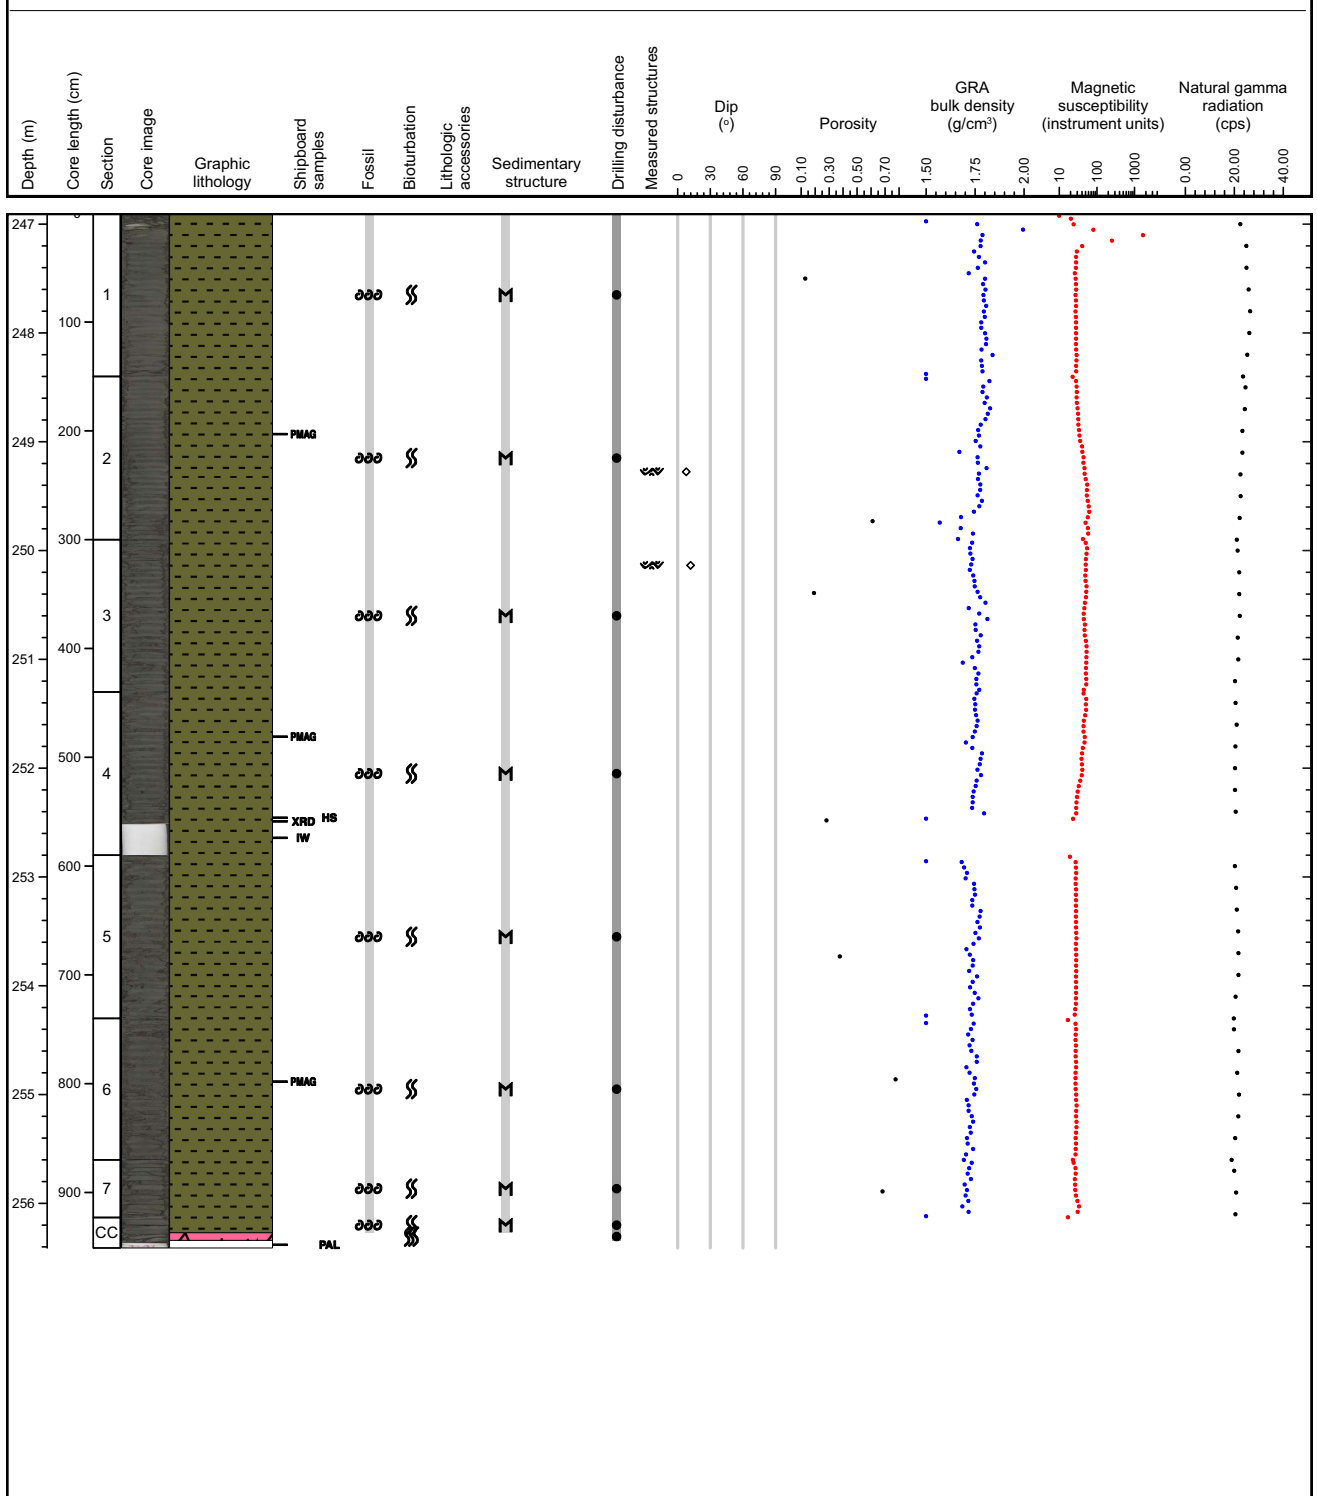 Depth (m)
Core length (cm)
Section
Core image
Graphic
lithology
Shipboard
samples
Fossil
Bioturbation
Lithologic
accessories
Sedimentary
structure
Drilling disturbance
Measured structures
Dip
(o)
0
30
60
90
Porosity
0.10
0.30
0.50
0.70
GRA
bulk density
(g/cm³)
1.50
1.75
2.00
Magnetic
susceptibility
(instrument units)
10
100
1000
Natural gamma
radiation
(cps)
0.00
20.00
40.00
247
1
100
248
200
PMAG
249
2
300
250
3
400
251
PMAG
500
252
4
HS
XRD
IW
600
253
5
700
254
800
PMAG
6
255
7
900
256
CC
PAL